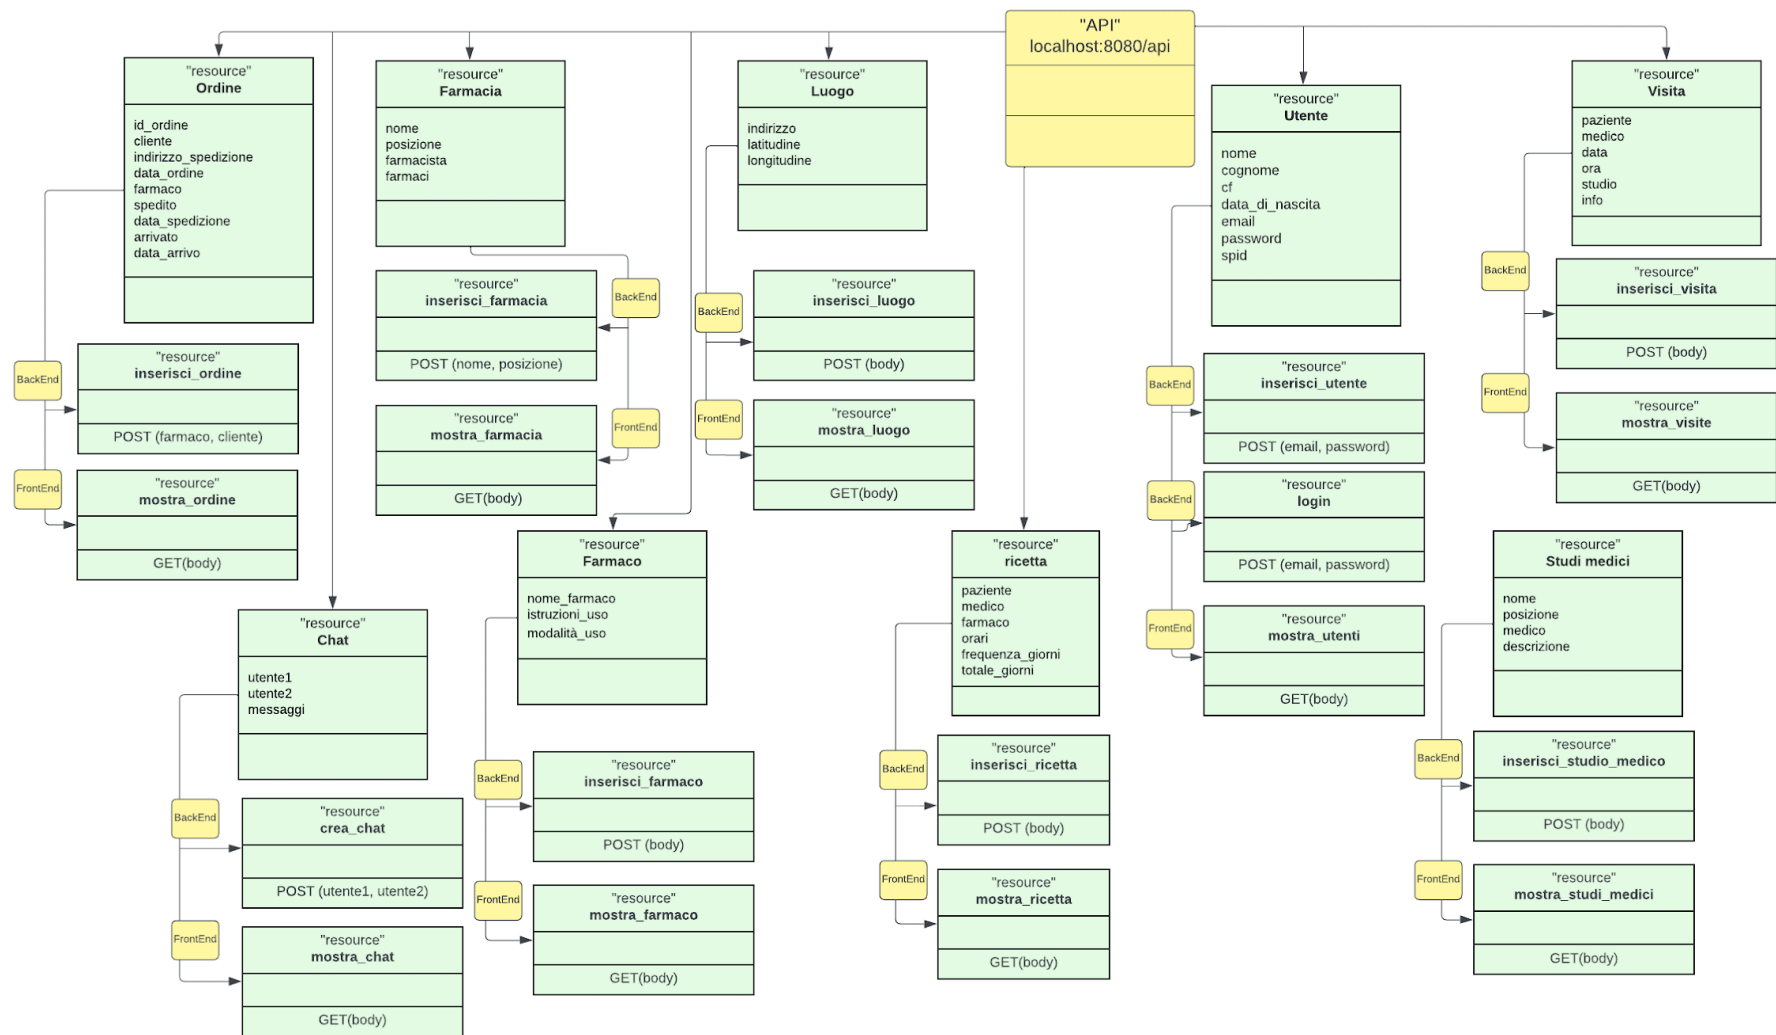 "API"
localhost:8080/api
"resource"
Ordine
id_ordine
cliente
indirizzo_spedizione
data_ordine
farmaco
spedito
data_spedizione
arrivato
data_arrivo
BackEnd
"resource"
inserisci_ordine
POST (farmaco, cliente)
FrontEnd
"resource"
mostra_ordine
GET(body)
"resource"
Farmacia
nome
posizione
farmacista
farmaci
BackEnd
"resource"
inserisci_farmacia
POST (nome, posizione)
FrontEnd
"resource"
mostra_farmacia
GET(body)
"resource"
Luogo
indirizzo
latitudine
longitudine
BackEnd
"resource"
inserisci_luogo
POST (body)
FrontEnd
"resource"
mostra_luogo
GET(body)
"resource"
Utente
nome
cognome
cf
data_di_nascita
email
password
spid
BackEnd
"resource"
inserisci_utente
POST (email, password)
BackEnd
"resource"
login
POST (email, password)
FrontEnd
"resource"
mostra_utenti
GET(body)
"resource"
Visita
paziente
medico
data
ora
studio
info
BackEnd
"resource"
inserisci_visita
POST (body)
FrontEnd
"resource"
mostra_visite
GET(body)
"resource"
Chat
utente1
utente2
messaggi
BackEnd
"resource"
crea_chat
POST (utente1, utente2)
FrontEnd
"resource"
mostra_chat
GET(body)
"resource"
Farmaco
nome_farmaco
istruzioni_uso
modalità_uso
BackEnd
"resource"
inserisci_farmaco
POST (body)
FrontEnd
"resource"
mostra_farmaco
GET(body)
"resource"
ricetta
paziente
medico
farmaco
orari
frequenza_giorni
totale_giorni
BackEnd
"resource"
inserisci_ricetta
POST (body)
FrontEnd
"resource"
mostra_ricetta
GET(body)
"resource"
Studi medici
nome
posizione
medico
descrizione
BackEnd
"resource"
inserisci_studio_medico
POST (body)
FrontEnd
"resource"
mostra_studi_medici
GET(body)